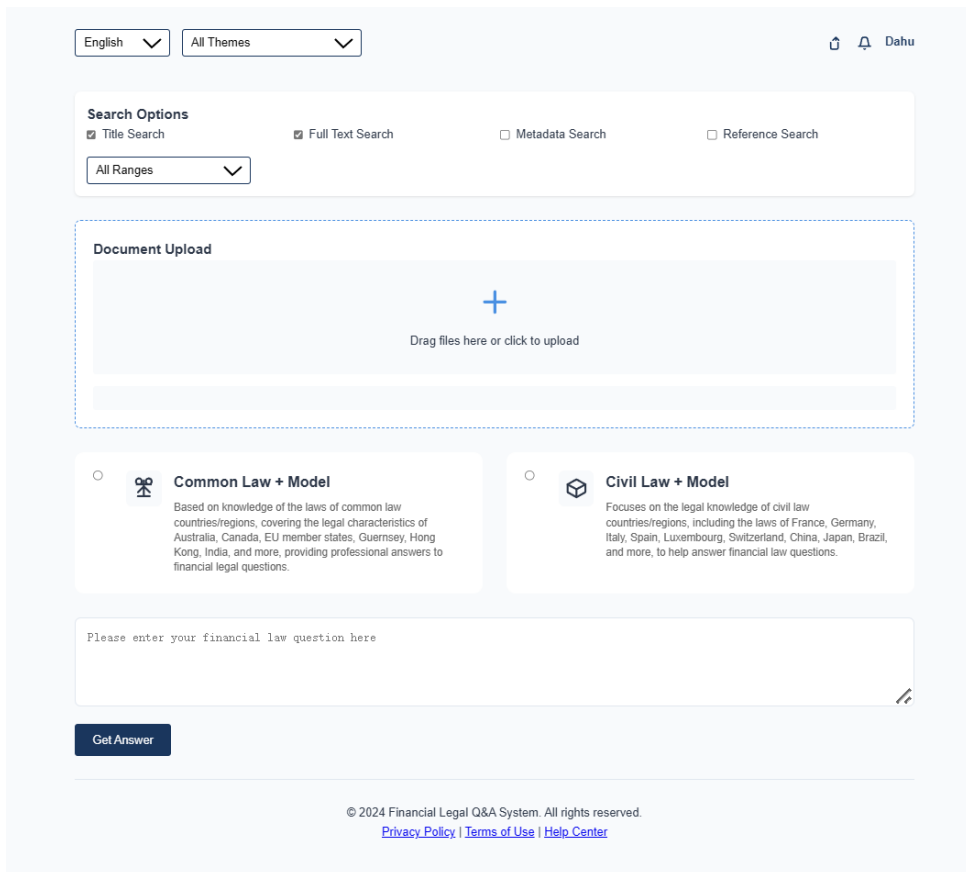 English
All Themes
Dahu
Search Options
Title Search
Full Text Search
Metadata Search
Reference Search
All Ranges
Document Upload
Drag files here or click to upload
Common Law + Model
Based on knowledge of the laws of common law
countries/regions, covering the legal characteristics of
Australia, Canada, EU member states, Guernsey, Hong
Kong, India, and more, providing professional answers to
financial legal questions.
Civil Law + Model
Focuses on the legal knowledge of civil law
countries/regions, including the laws of France, Germany,
Italy, Spain, Luxembourg, Switzerland, China, Japan, Brazil,
and more, to help answer financial law questions.
Please enter your financial law question here
Get Answer
© 2024 Financial Legal Q&A System. All rights reserved.
Privacy Policy | Terms of Use | Help Center